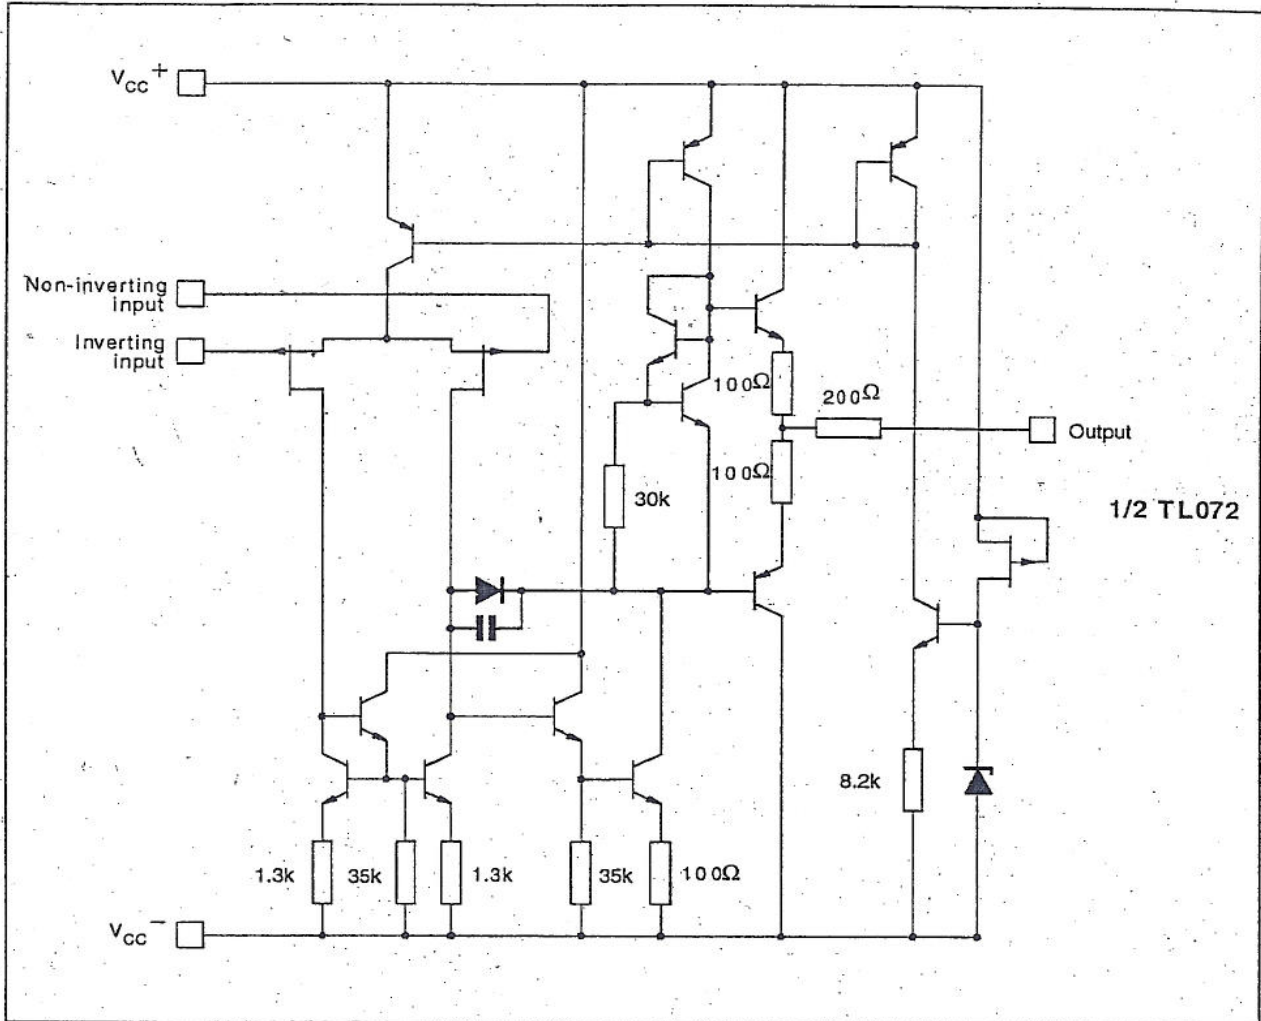 VCC+
Non-inverting
input
Inverting
input
100Ω
200Ω
Output
100Ω
30k
1/2 TL072
8.2k
1.3k
35k
1.3k
35k
100Ω
VCC−